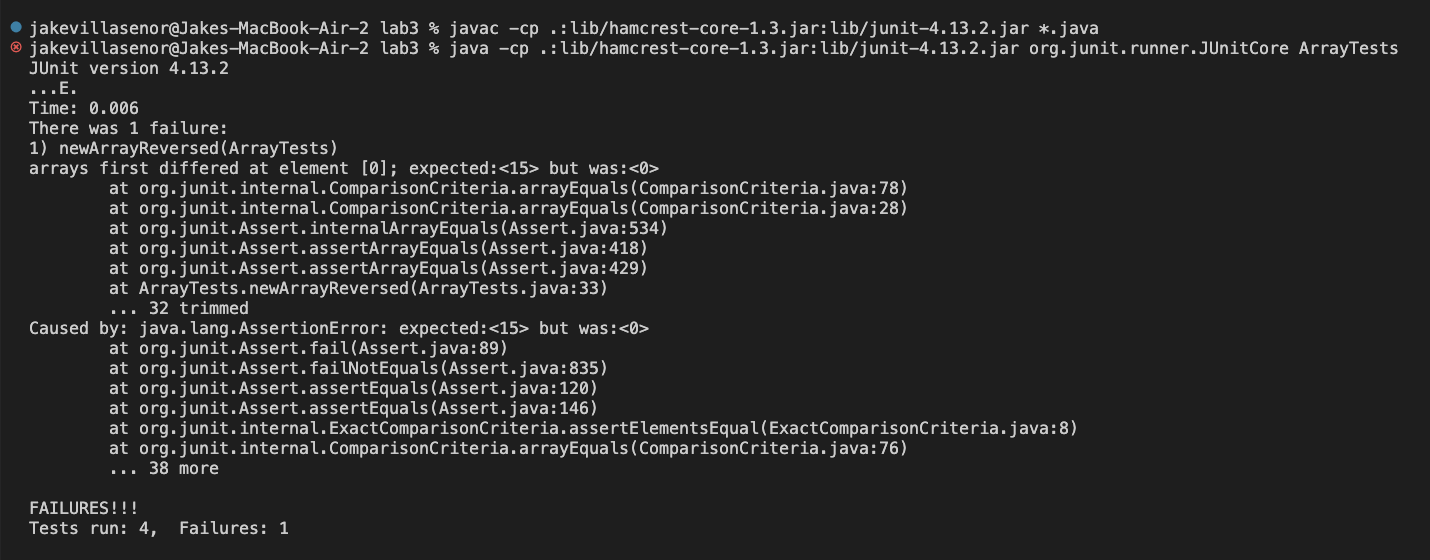 jakevillasenor@Jakes-MacBook-Air-2 lab3 % javac -cp .:lib/hamcrest-core-1.3.jar:lib/junit-4.13.2.jar *.java
jakevillasenor@Jakes-MacBook-Air-2 lab3 % java -cp .:lib/hamcrest-core-1.3.jar:lib/junit-4.13.2.jar org.junit.runner.JUnitCore ArrayTests
JUnit version 4.13.2
...E.
Time: 0.006
There was 1 failure:
1) newArrayReversed(ArrayTests)
arrays first differed at element [0]; expected:<15> but was:<0>
        at org.junit.internal.ComparisonCriteria.arrayEquals(ComparisonCriteria.java:78)
        at org.junit.internal.ComparisonCriteria.arrayEquals(ComparisonCriteria.java:28)
        at org.junit.Assert.internalArrayEquals(Assert.java:534)
        at org.junit.Assert.assertArrayEquals(Assert.java:418)
        at org.junit.Assert.assertArrayEquals(Assert.java:429)
        at ArrayTests.newArrayReversed(ArrayTests.java:33)
        ... 32 trimmed
Caused by: java.lang.AssertionError: expected:<15> but was:<0>
        at org.junit.Assert.fail(Assert.java:89)
        at org.junit.Assert.failNotEquals(Assert.java:835)
        at org.junit.Assert.assertEquals(Assert.java:120)
        at org.junit.Assert.assertEquals(Assert.java:146)
        at org.junit.internal.ExactComparisonCriteria.assertElementsEqual(ExactComparisonCriteria.java:8)
        at org.junit.internal.ComparisonCriteria.arrayEquals(ComparisonCriteria.java:76)
        ... 38 more

FAILURES!!!
Tests run: 4,  Failures: 1